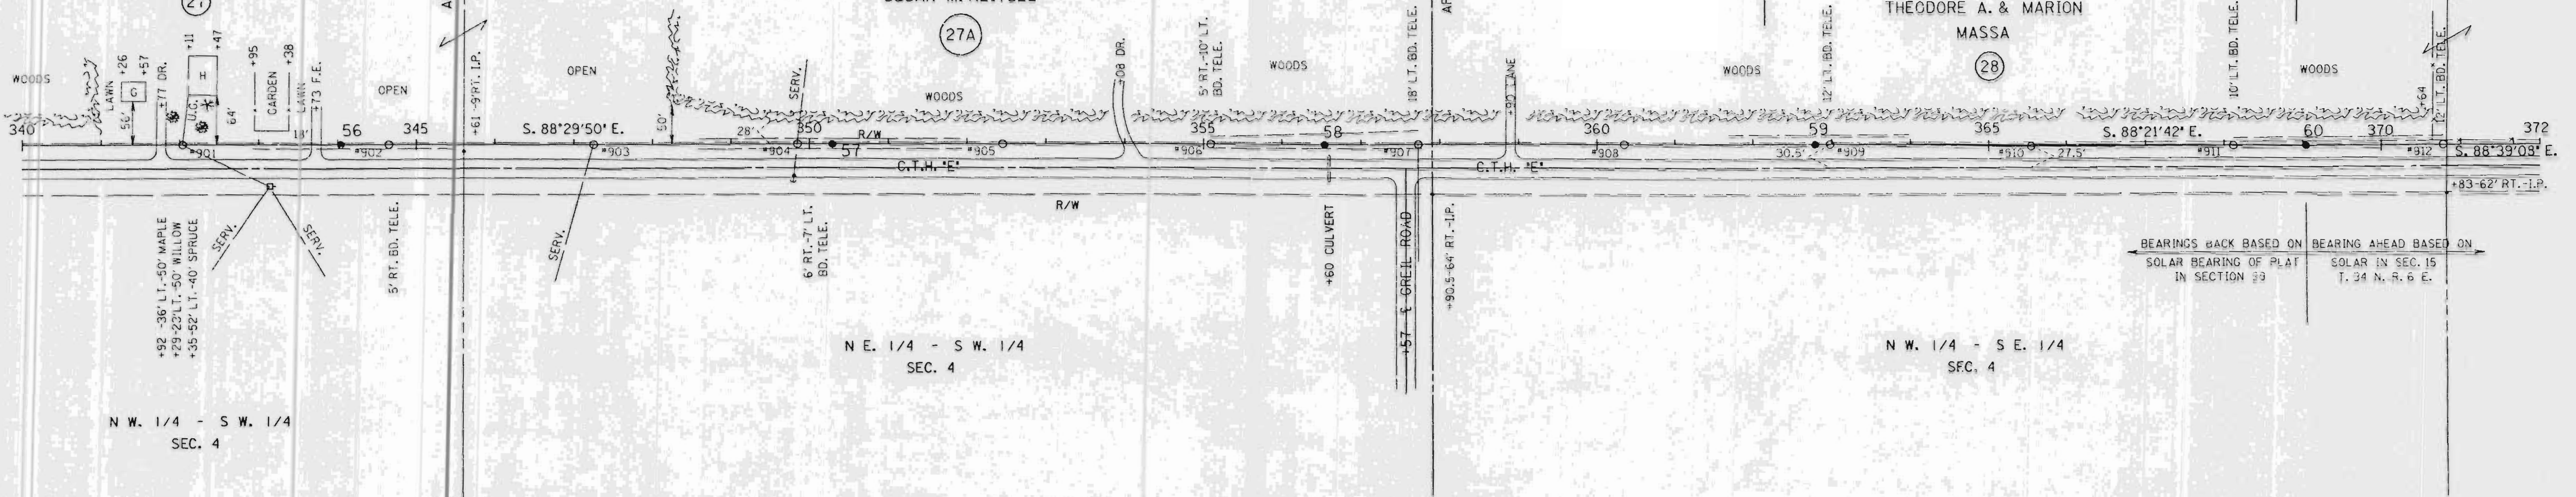 27
27A
THEODORE A. & MARION
MASSA
28
WOODS
LAWN
56'
+26
G
+57
+77 DR.
+11
H
+47
U.G.
64'
+95
GARDEN
+38
LAWN
18'
+73 F.E.
OPEN
+61-9' RT. I.P.
OPEN
50'
SERV.
WOODS
+08 DR.
5' RT.-10' LT.
BD. TELE.
WOODS
18' LT. BD. TELE.
+90 LANE
WOODS
12' LT. BD. TELE.
10' LT. BD. TELE.
WOODS
+64
12' LT. BD. TELE.
340
56
345
S. 88°29'50" E.
28'
350
R/W
355
58
360
59
365
S. 88°21'42" E.
60
370
372
#901
#902
#903
#904
57
#905
#906
#907
#908
30.5'
#909
#910
27.5'
#911
#912
S. 88°39'03" E.
C.T.H. "E"
C.T.H. "E"
+83-62' RT.-I.P.
R/W
+92 -36' LT.-50' MAPLE
+29-23' LT.-50' WILLOW
+35-52' LT.-40' SPRUCE
SERV.
SERV.
5' RT. BD. TELE.
SERV.
6' RT.-7' LT.
BD. TELE.
+60 CULVERT
+57 ℄ GREIL ROAD
+90.5-64' RT.-I.P.
BEARINGS BACK BASED ON
SOLAR BEARING OF PLAT
IN SECTION
BEARING AHEAD BASED ON
SOLAR IN SEC. 15
T. 34 N. R. 6 E.
N E. 1/4 - S W. 1/4
SEC. 4
N W. 1/4 - S E. 1/4
SEC. 4
N W. 1/4 - S W. 1/4
SEC. 4